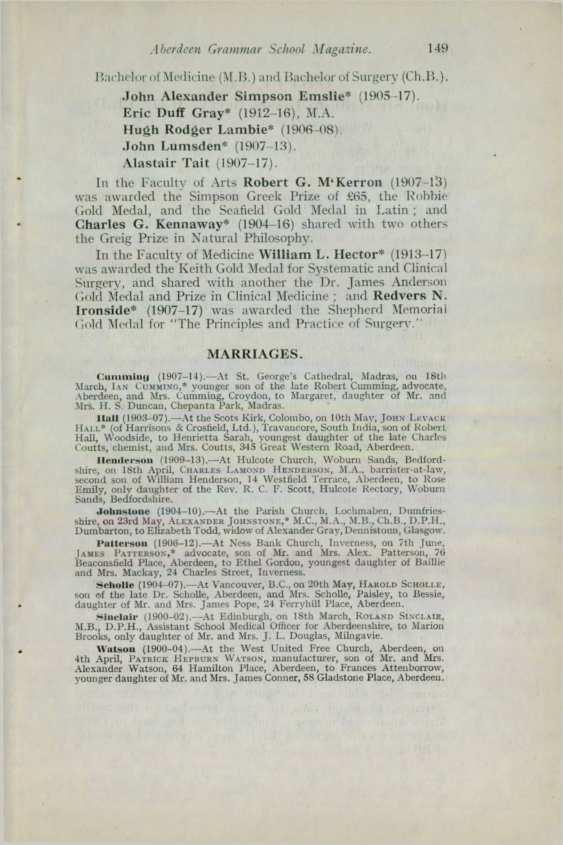 Aberdeen Grammar School Magazine. 149
Bachelor of Medicine (M.B.) and Bachelor of Surgery (Ch.B.).
John Alexander Simpson Emslie* (1905–17).
Eric Duff Gray* (1912–16), M.A.
Hugh Rodger Lambie* (1906–08).
John Lumsden* (1907–13).
Alastair Tait (1907–17).
In the Faculty of Arts Robert G. M‘Kerron (1907–13)
was awarded the Simpson Greek Prize of £65, the Robbie
Gold Medal, and the Seafield Gold Medal in Latin ; and
Charles G. Kennaway* (1904–16) shared with two others
the Greig Prize in Natural Philosophy.
In the Faculty of Medicine William L. Hector* (1913–17)
was awarded the Keith Gold Medal for Systematic and Clinical
Surgery, and shared with another the Dr. James Anderson
Gold Medal and Prize in Clinical Medicine ; and Redvers N.
Ironside* (1907–17) was awarded the Shepherd Memorial
Gold Medal for "The Principles and Practice of Surgery."
MARRIAGES.
Cumming (1907–14).—At St. George's Cathedral, Madras, on 18th
March, IAN CUMMING,* younger son of the late Robert Cumming, advocate,
Aberdeen, and Mrs. Cumming, Croydon, to Margaret, daughter of Mr. and
Mrs. H. S. Duncan, Chepanta Park, Madras.
Hall (1903–07).—At the Scots Kirk, Colombo, on 10th May, JOHN LEVACK
HALL* (of Harrisons & Crosfield, Ltd.), Travancore, South India, son of Robert
Hall, Woodside, to Henrietta Sarah, youngest daughter of the late Charles
Coutts, chemist, and Mrs. Coutts, 345 Great Western Road, Aberdeen.
Henderson (1909–13).—At Hulcote Church, Woburn Sands, Bedford-
shire, on 18th April, CHARLES LAMOND HENDERSON, M.A., barrister-at-law,
second son of William Henderson, 14 Westfield Terrace, Aberdeen, to Rose
Emily, only daughter of the Rev. R. C. F. Scott, Hulcote Rectory, Woburn
Sands, Bedfordshire.
Johnstone (1904–10).—At the Parish Church, Lochmaben, Dumfries-
shire, on 23rd May, ALEXANDER JOHNSTONE,* M.C., M.A., M.B., Ch.B., D.P.H.,
Dumbarton, to Elizabeth Todd, widow of Alexander Gray, Dennistoun, Glasgow.
Patterson (1906–12).—At Ness Bank Church, Inverness, on 7th June,
JAMES PATTERSON,* advocate, son of Mr. and Mrs. Alex. Patterson, 76
Beaconsfield Place, Aberdeen, to Ethel Gordon, youngest daughter of Baillie
and Mrs. Mackay, 24 Charles Street, Inverness.
Scholle (1904–07).—At Vancouver, B.C., on 20th May, HAROLD SCHOLLE,
son of the late Dr. Scholle, Aberdeen, and Mrs. Scholle, Paisley, to Bessie,
daughter of Mr. and Mrs. James Pope, 24 Ferryhill Place, Aberdeen.
Sinclair (1900–02).—At Edinburgh, on 18th March, ROLAND SINCLAIR,
M.B., D.P.H., Assistant School Medical Officer for Aberdeenshire, to Marion
Brooks, only daughter of Mr. and Mrs. J. L. Douglas, Milngavie.
Watson (1900–04).—At the West United Free Church, Aberdeen, on
4th April, PATRICK HEPBURN WATSON, manufacturer, son of Mr. and Mrs.
Alexander Watson, 64 Hamilton Place, Aberdeen, to Frances Attenborrow,
younger daughter of Mr. and Mrs. James Conner, 58 Gladstone Place, Aberdeen.